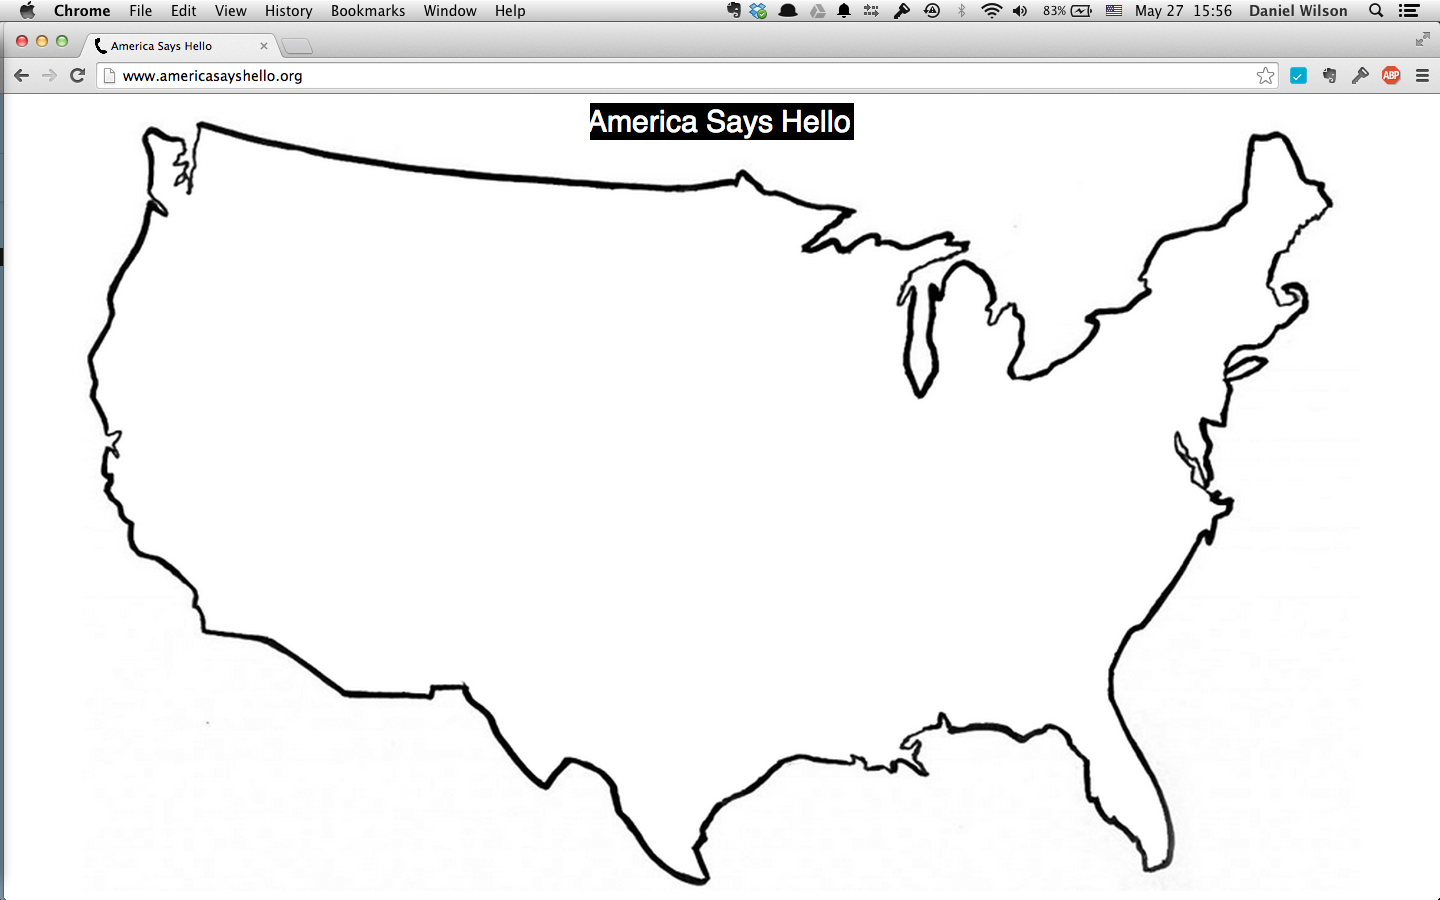 Chrome File Edit View History Bookmarks Window Help 83% May 27 15:56 Daniel Wilson
America Says Hello
www.americasayshello.org ABP
America Says Hello